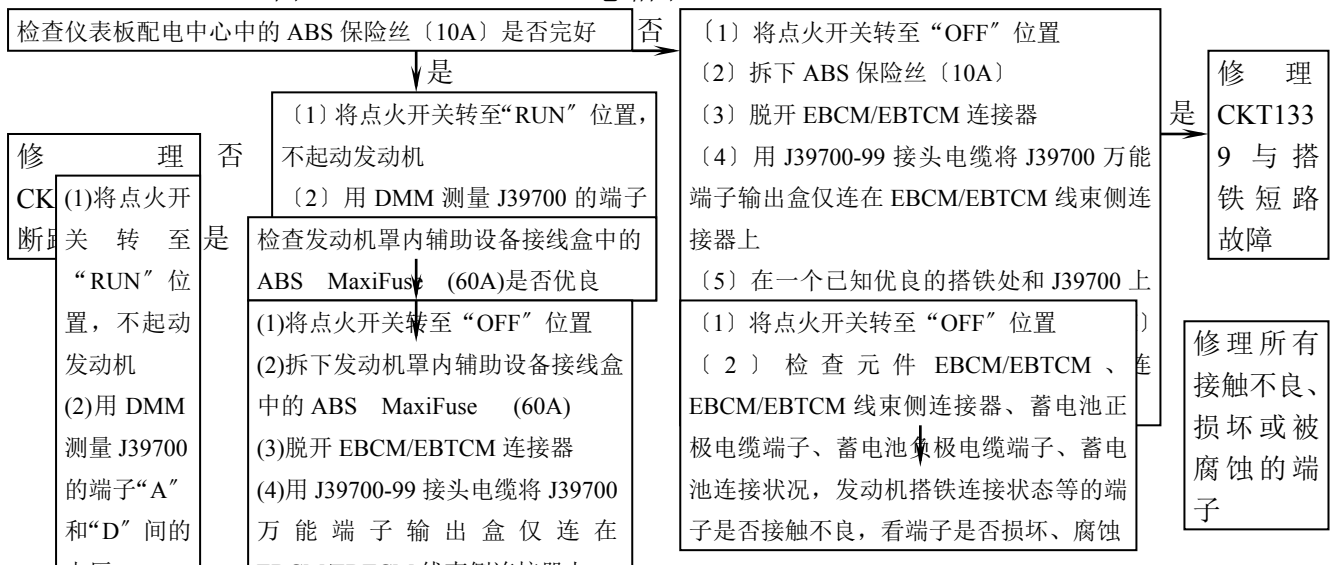 检查仪表板配电中心中的 ABS 保险丝〔10A〕是否完好
否
是
〔1〕将点火开关转至“OFF〞位置
〔2〕拆下 ABS 保险丝〔10A〕
〔3〕脱开 EBCM/EBTCM 连接器
〔4〕用 J39700-99 接头电缆将 J39700 万能
端子输出盒仅连在 EBCM/EBTCM 线束侧连
接器上
〔5〕在一个已知优良的搭铁处和 J39700 上
〕
连
是
修 理
CKT133
9 与搭
铁短路
故障
〔1〕将点火开关转至“RUN〞位置，
不起动发动机
〔2〕用 DMM 测量 J39700 的端子
否
修 理
CK
断
是
(1)将点火开
关转至
“RUN〞位
置，不起动
发动机
(2)用 DMM
测量 J39700
的端子“A〞
和“D〞间的
检查发动机罩内辅助设备接线盒中的
ABS MaxiFuse (60A)是否优良
(1)将点火开关转至“OFF〞位置
(2)拆下发动机罩内辅助设备接线盒
中的 ABS MaxiFuse (60A)
(3)脱开 EBCM/EBTCM 连接器
(4)用 J39700-99 接头电缆将 J39700
万能端子输出盒仅连在
〔1〕将点火开关转至“OFF〞位置
〔2〕检查元件 EBCM/EBTCM、
EBCM/EBTCM 线束侧连接器、蓄电池正
极电缆端子、蓄电池负极电缆端子、蓄电
池连接状况，发动机搭铁连接状态等的端
子是否接触不良，看端子是否损坏、腐蚀
修理所有
接触不良、
损坏或被
腐蚀的端
子